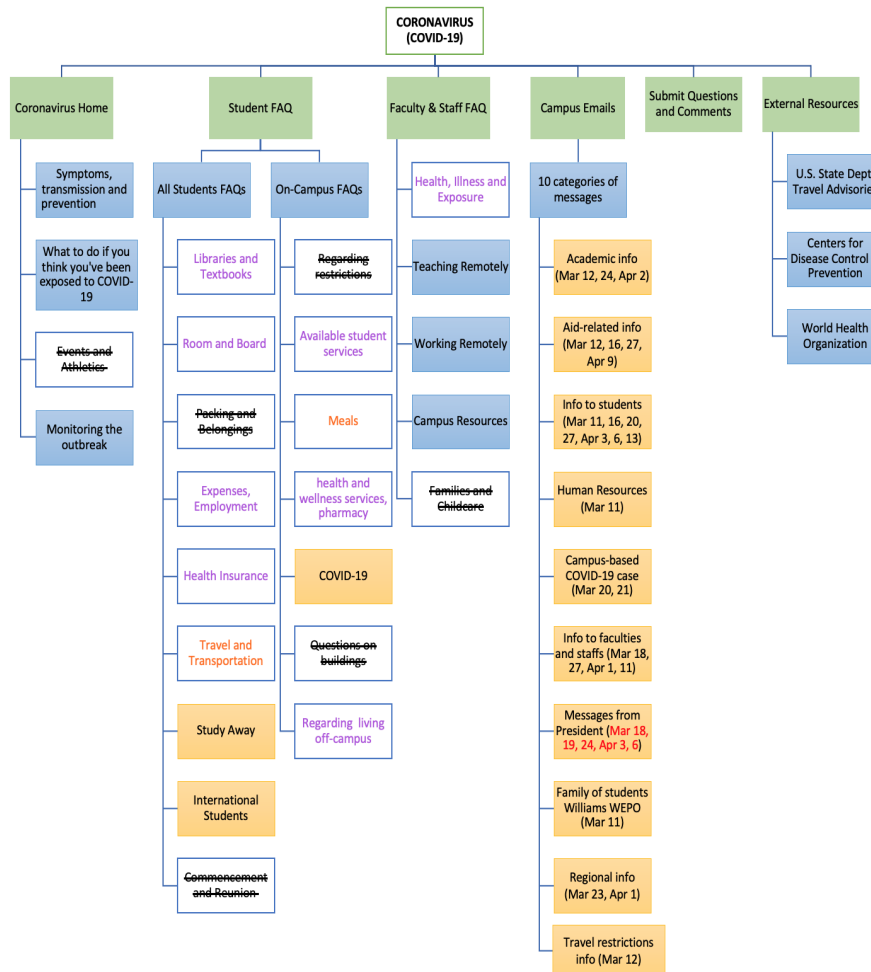 CORONAVIRUS
(COVID-19)
Coronavirus Home
Student FAQ
Faculty & Staff FAQ
Campus Emails
Submit Questions
and Comments
External Resources
Symptoms,
transmission and
prevention
What to do if you
think you've been
exposed to COVID-
19
Events and
Athletics
Monitoring the
outbreak
All Students FAQs
Libraries and
Textbooks
Room and Board
Packing and
Belongings
Expenses,
Employment
Health Insurance
Travel and
Transportation
Study Away
International
Students
Commencement
and Reunion
On-Campus FAQs
Regarding
restrictions
Available student
services
Meals
health and
wellness services,
pharmacy
COVID-19
Questions on
buildings
Regarding living
off-campus
Health, Illness and
Exposure
Teaching Remotely
Working Remotely
Campus Resources
Families and
Childcare
10 categories of
messages
Academic info
(Mar 12, 24, Apr 2)
Aid-related info
(Mar 12, 16, 27,
Apr 9)
Info to students
(Mar 11, 16, 20,
27, Apr 3, 6, 13)
Human Resources
(Mar 11)
Campus-based
COVID-19 case
(Mar 20, 21)
Info to faculties
and staffs (Mar 18,
27, Apr 1, 11)
Messages from
President (Mar 18,
19, 24, Apr 3, 6)
Family of students
Williams WEPO
(Mar 11)
Regional info
(Mar 23, Apr 1)
Travel restrictions
info (Mar 12)
U.S. State Dept
Travel Advisorie
Centers for
Disease Control
Prevention
World Health
Organization